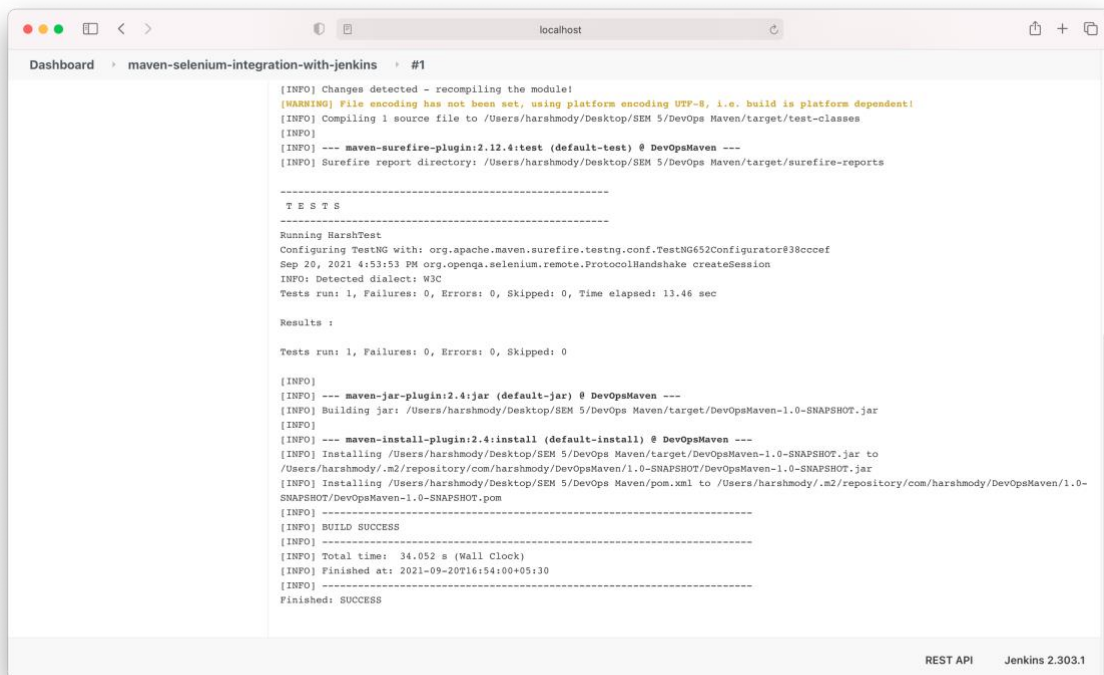 localhost
Dashboard › maven-selenium-integration-with-jenkins › #1
[INFO] Changes detected - recompiling the module!
[WARNING] File encoding has not been set, using platform encoding UTF-8, i.e. build is platform dependent!
[INFO] Compiling 1 source file to /Users/harshmody/Desktop/SEM 5/DevOps Maven/target/test-classes
[INFO]
[INFO] --- maven-surefire-plugin:2.12.4:test (default-test) @ DevOpsMaven ---
[INFO] Surefire report directory: /Users/harshmody/Desktop/SEM 5/DevOps Maven/target/surefire-reports
-------------------------------------------------------
T E S T S
-------------------------------------------------------
Running HarshTest
Configuring TestNG with: org.apache.maven.surefire.testng.conf.TestNG652Configurator@38cccef
Sep 20, 2021 4:53:53 PM org.openqa.selenium.remote.ProtocolHandshake createSession
INFO: Detected dialect: W3C
Tests run: 1, Failures: 0, Errors: 0, Skipped: 0, Time elapsed: 13.46 sec
Results :
Tests run: 1, Failures: 0, Errors: 0, Skipped: 0
[INFO]
[INFO] --- maven-jar-plugin:2.4:jar (default-jar) @ DevOpsMaven ---
[INFO] Building jar: /Users/harshmody/Desktop/SEM 5/DevOps Maven/target/DevOpsMaven-1.0-SNAPSHOT.jar
[INFO]
[INFO] --- maven-install-plugin:2.4:install (default-install) @ DevOpsMaven ---
[INFO] Installing /Users/harshmody/Desktop/SEM 5/DevOps Maven/target/DevOpsMaven-1.0-SNAPSHOT.jar to
/Users/harshmody/.m2/repository/com/harshmody/DevOpsMaven/1.0-SNAPSHOT/DevOpsMaven-1.0-SNAPSHOT.jar
[INFO] Installing /Users/harshmody/Desktop/SEM 5/DevOps Maven/pom.xml to /Users/harshmody/.m2/repository/com/harshmody/DevOpsMaven/1.0-
SNAPSHOT/DevOpsMaven-1.0-SNAPSHOT.pom
[INFO] ------------------------------------------------------------------------
[INFO] BUILD SUCCESS
[INFO] ------------------------------------------------------------------------
[INFO] Total time:  34.052 s (Wall Clock)
[INFO] Finished at: 2021-09-20T16:54:00+05:30
[INFO] ------------------------------------------------------------------------
Finished: SUCCESS
REST API Jenkins 2.303.1